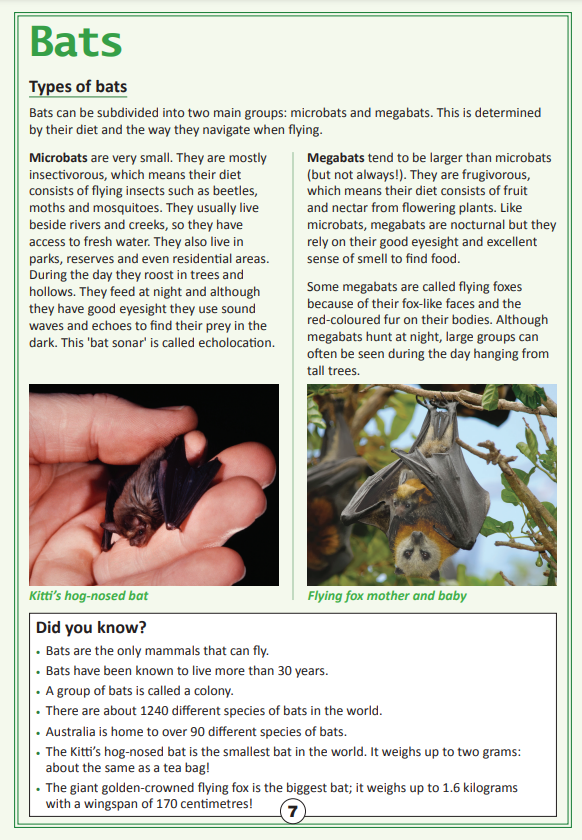 Bats
Types of bats
Bats can be subdivided into two main groups: microbats and megabats. This is determined
by their diet and the way they navigate when flying.
Microbats are very small. They are mostly
insectivorous, which means their diet
consists of flying insects such as beetles,
moths and mosquitoes. They usually live
beside rivers and creeks, so they have
access to fresh water. They also live in
parks, reserves and even residential areas.
During the day they roost in trees and
hollows. They feed at night and although
they have good eyesight they use sound
waves and echoes to find their prey in the
dark. This 'bat sonar' is called echolocation.
Kitti's hog-nosed bat
Megabats tend to be larger than microbats
(but not always!). They are frugivorous,
which means their diet consists of fruit
and nectar from flowering plants. Like
microbats, megabats are nocturnal but they
rely on their good eyesight and excellent
sense of smell to find food.
Some megabats are called flying foxes
because of their fox-like faces and the
red-coloured fur on their bodies. Although
megabats hunt at night, large groups can
often be seen during the day hanging from
tall trees.
Flying fox mother and baby
Did you know?
• Bats are the only mammals that can fly.
• Bats have been known to live more than 30 years.
• A group of bats is called a colony.
• There are about 1240 different species of bats in the world.
• Australia is home to over 90 different species of bats.
• The Kitti's hog-nosed bat is the smallest bat in the world. It weighs up to two grams:
about the same as a tea bag!
• The giant golden-crowned flying fox is the biggest bat; it weighs up to 1.6 kilograms
with a wingspan of 170 centimetres!
7